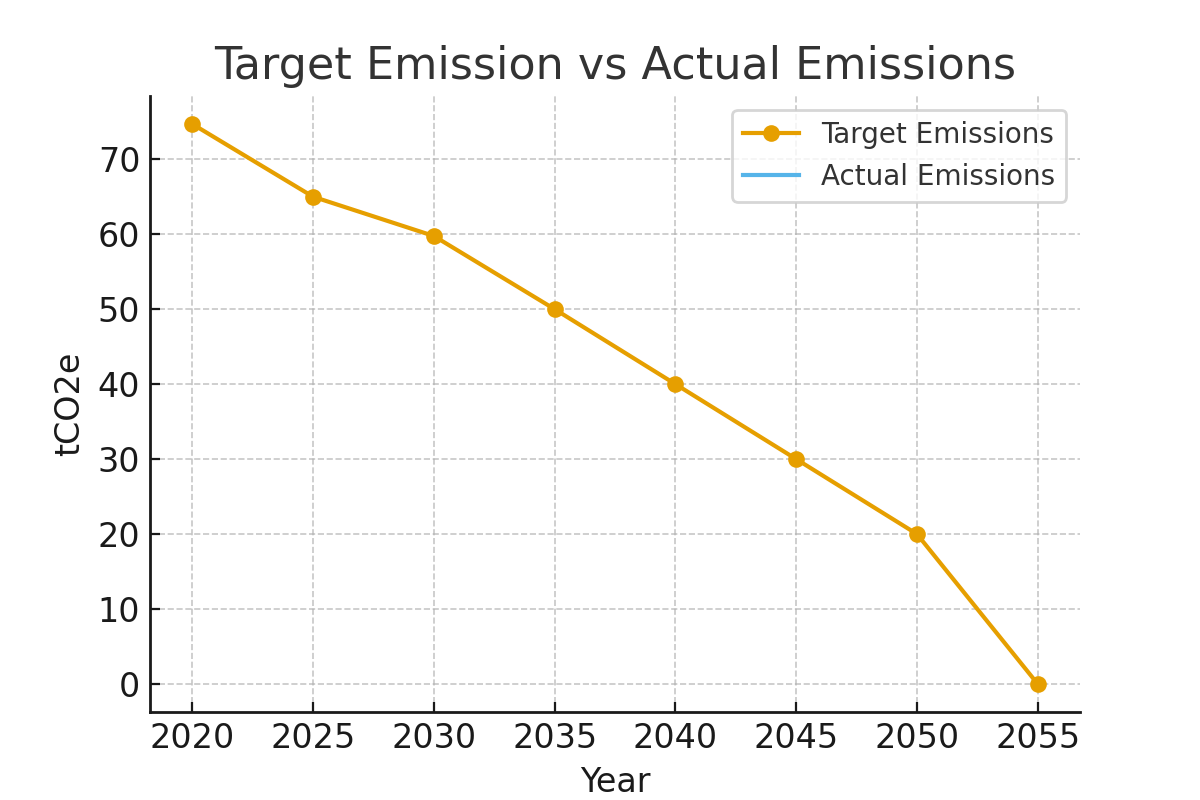 Target Emission vs Actual Emissions
Target Emissions
Actual Emissions
70
60
50
40
30
20
10
0
tCO2e
2020 2025 2030 2035 2040 2045 2050 2055
Year